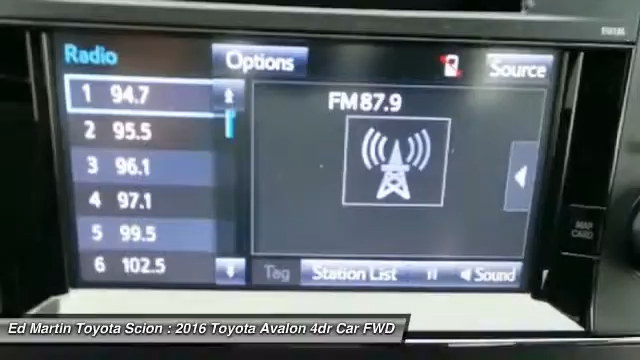 Radio
Options
Source
1 94.7
2 95.5
3 96.1
4 97.1
5 99.5
6 102.5
FM 87.9
Tag
Station List
Sound
MAP CARD
Ed Martin Toyota Scion : 2016 Toyota Avalon 4dr Car FWD